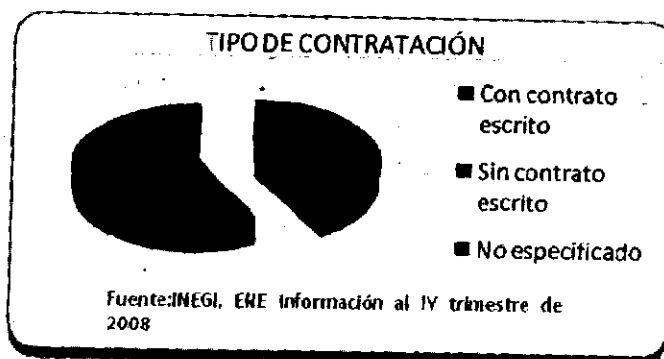 TIPO DE CONTRATACIÓN
Con contrato
escrito
Sin contrato
escrito
No especificado
Fuente:INEGI, ENE Información al IV trimestre de
2008